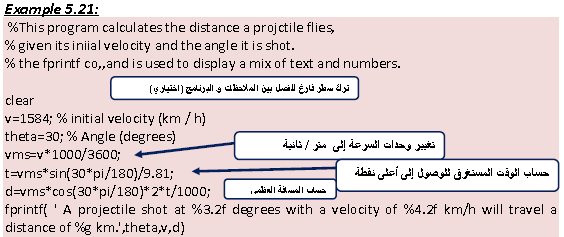 Example 5.21:
%This program calculates the distance a projctile flies,
% given its iniial velocity and the angle it is shot.
% the fprintf co,,and is used to display a mix of text and numbers.
ترك سطر فارغ للفصل بين الملاحظات و البرنامج (اختياري)
clear
v=1584; % initial velocity (km / h)
theta=30; % Angle (degrees)
vms=v*1000/3600;
تغيير وحدات السرعة إلى متر / ثانية
t=vms*sin(30*pi/180)/9.81;
حساب الوقت المستغرق للوصول إلى أعلى نقطة
d=vms*cos(30*pi/180)*2*t/1000;
حساب المسافة العظمى
fprintf( ' A projectile shot at %3.2f degrees with a velocity of %4.2f km/h will travel a
distance of %g km.',theta,v,d)